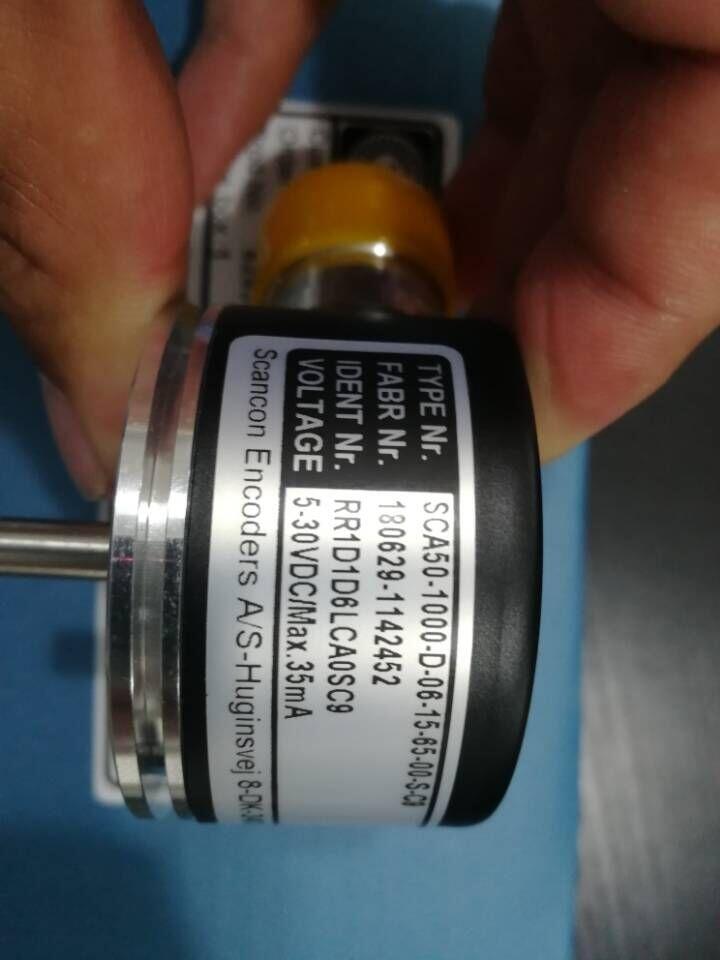 TYPE Nr. SCA50-1000-D-06-15-65-00-S-C9
FABR Nr. 180629-1142452
IDENT Nr. RR1D1D6LCA0SC9
VOLTAGE 5-30VDC/Max.35mA
Scancon Encoders A/S-Huginsvej 8-DK-